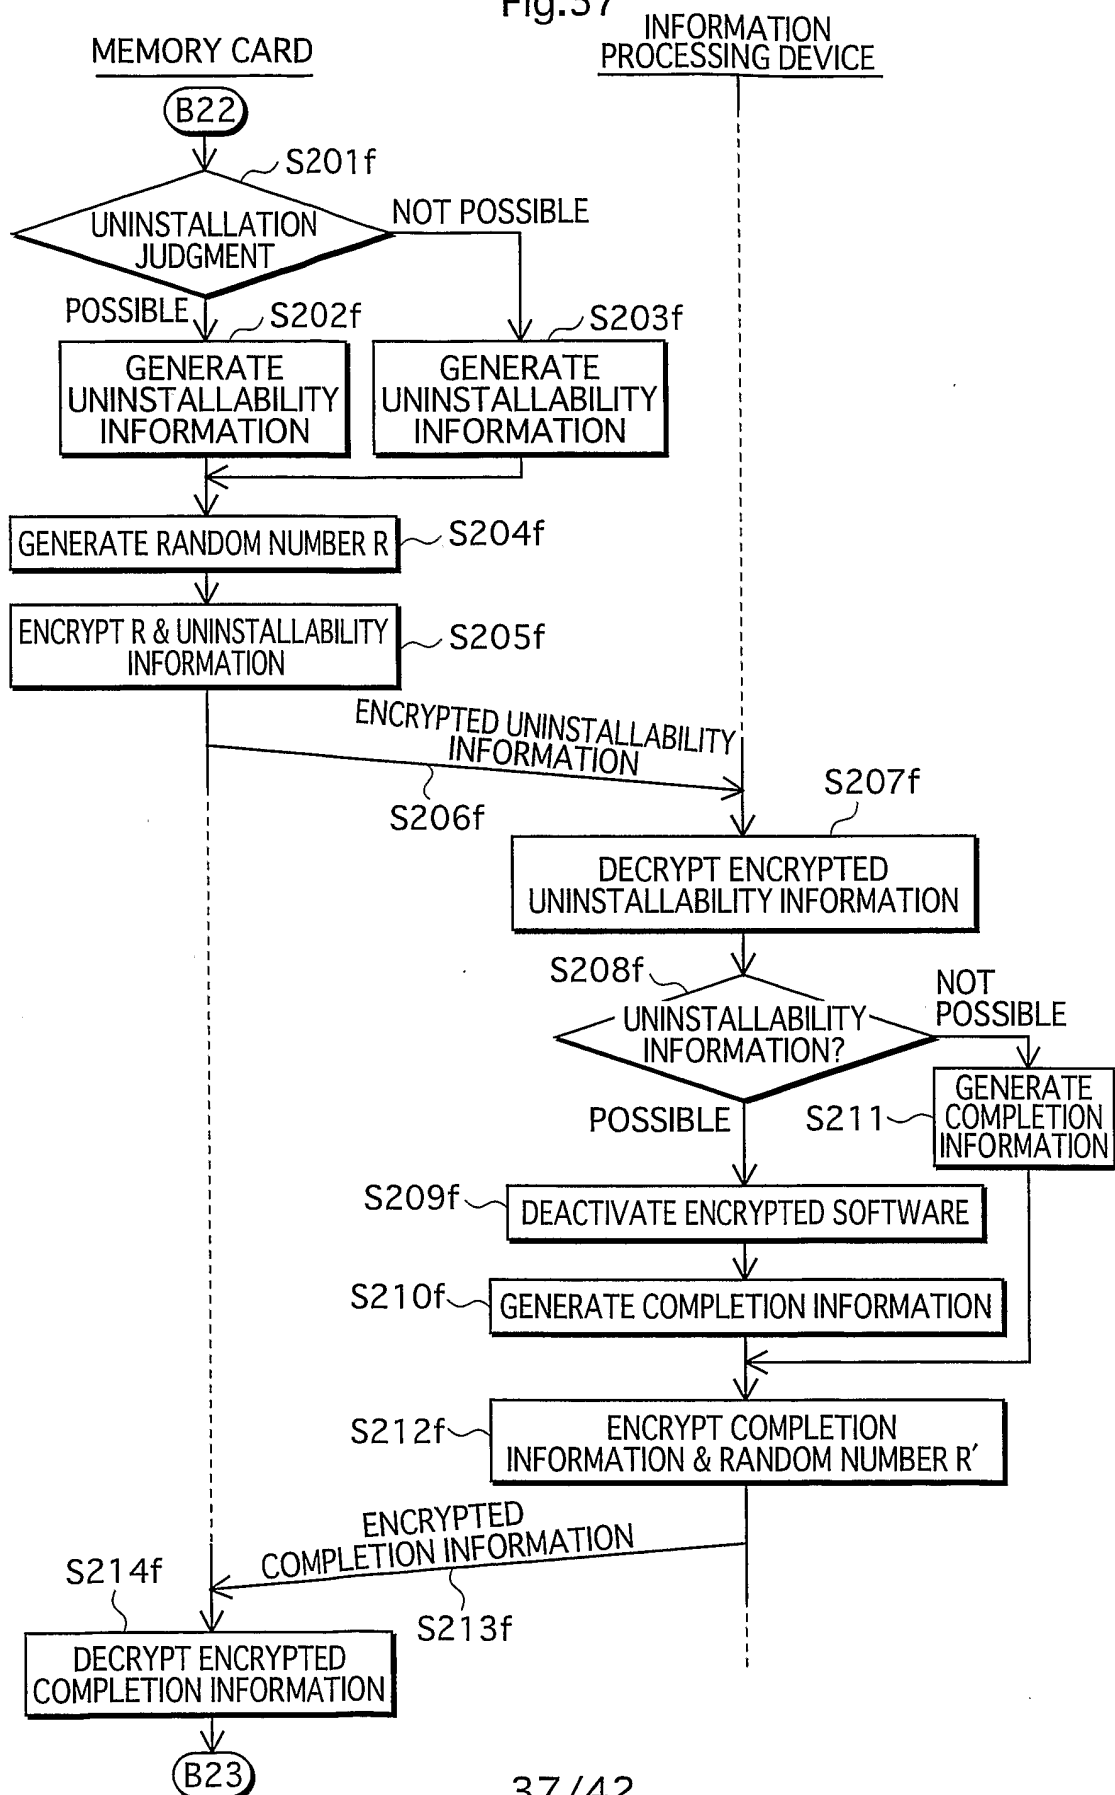 Fig.37
MEMORY CARD
INFORMATION
PROCESSING DEVICE
B22
S201f
UNINSTALLATION
JUDGMENT
NOT POSSIBLE
POSSIBLE
S202f
S203f
GENERATE
UNINSTALLABILITY
INFORMATION
GENERATE
UNINSTALLABILITY
INFORMATION
GENERATE RANDOM NUMBER R
S204f
ENCRYPT R & UNINSTALLABILITY
INFORMATION
S205f
ENCRYPTED UNINSTALLABILITY
INFORMATION
S206f
S207f
DECRYPT ENCRYPTED
UNINSTALLABILITY INFORMATION
S208f
UNINSTALLABILITY
INFORMATION?
NOT
POSSIBLE
POSSIBLE
S211
GENERATE
COMPLETION
INFORMATION
S209f
DEACTIVATE ENCRYPTED SOFTWARE
S210f
GENERATE COMPLETION INFORMATION
S212f
ENCRYPT COMPLETION
INFORMATION & RANDOM NUMBER R′
ENCRYPTED
COMPLETION INFORMATION
S213f
S214f
DECRYPT ENCRYPTED
COMPLETION INFORMATION
B23
37/42